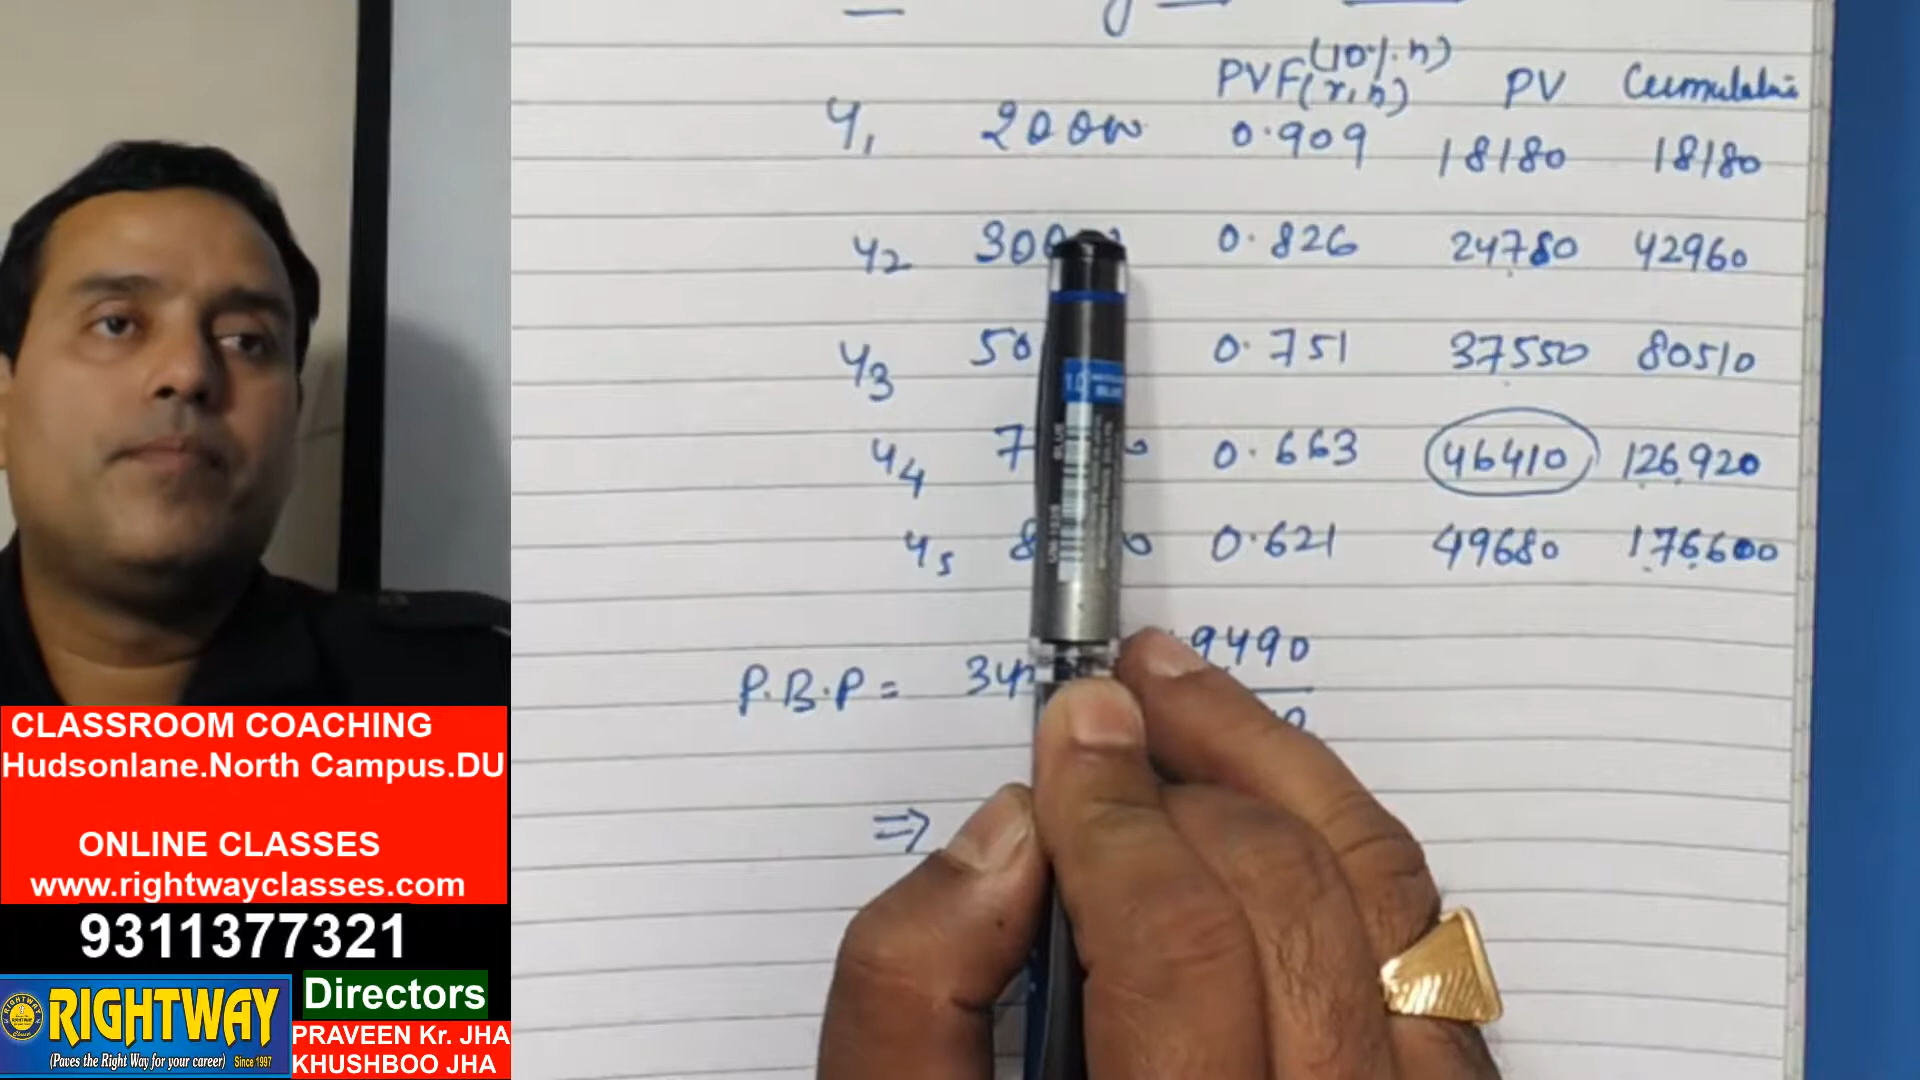 PVF(r,n) (10%.n) PV Cumulative
Y1 20000 0.909 18180 18180
Y2 0.826 24780 42960
Y3 0.751 37550 80510
Y4 0.663 46410 126920
Y5 0.621 49680 176600
P.B.P = 9490
⇒
CLASSROOM COACHING
Hudsonlane.North Campus.DU
ONLINE CLASSES
www.rightwayclasses.com
9311377321
RIGHTWAY
(Paves the Right Way for your career) Since 1997
Directors
PRAVEEN Kr. JHA
KHUSHBOO JHA